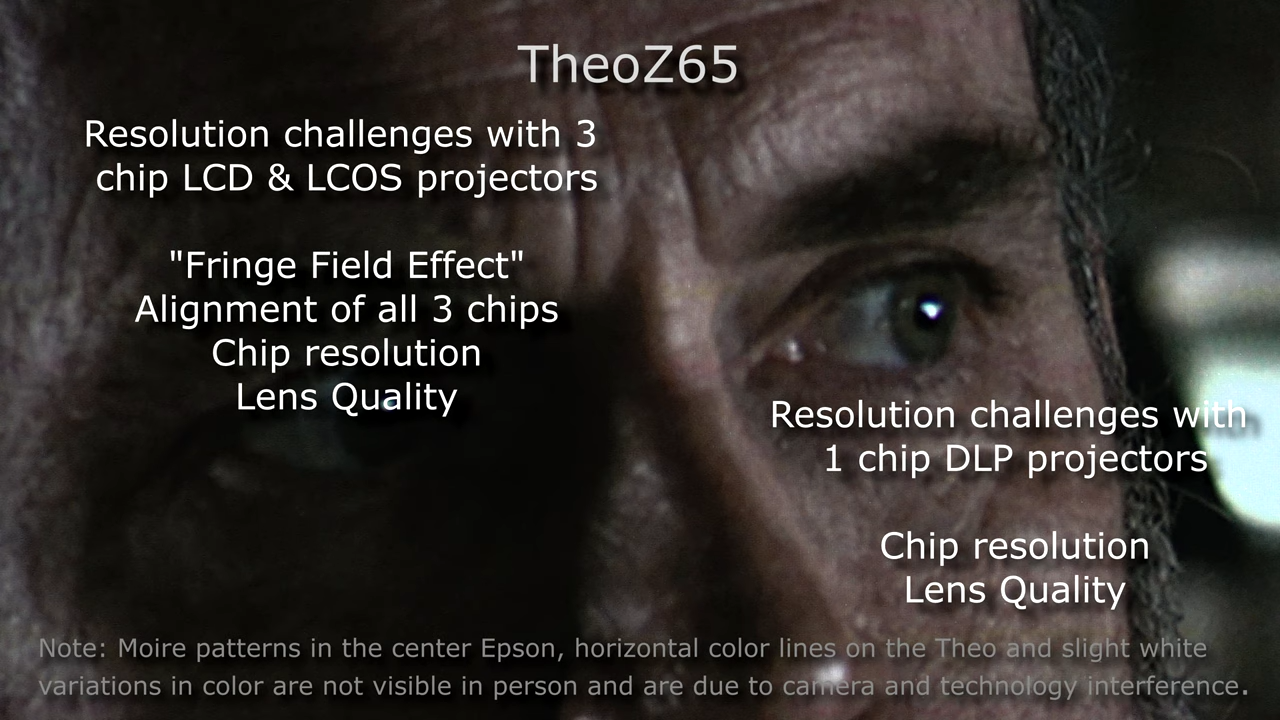 TheoZ65
Resolution challenges with 3
chip LCD & LCOS projectors
"Fringe Field Effect"
Alignment of all 3 chips
Chip resolution
Lens Quality
Resolution challenges with
1 chip DLP projectors
Chip resolution
Lens Quality
Note: Moire patterns in the center Epson, horizontal color lines on the Theo and slight white
variations in color are not visible in person and are due to camera and technology interference.